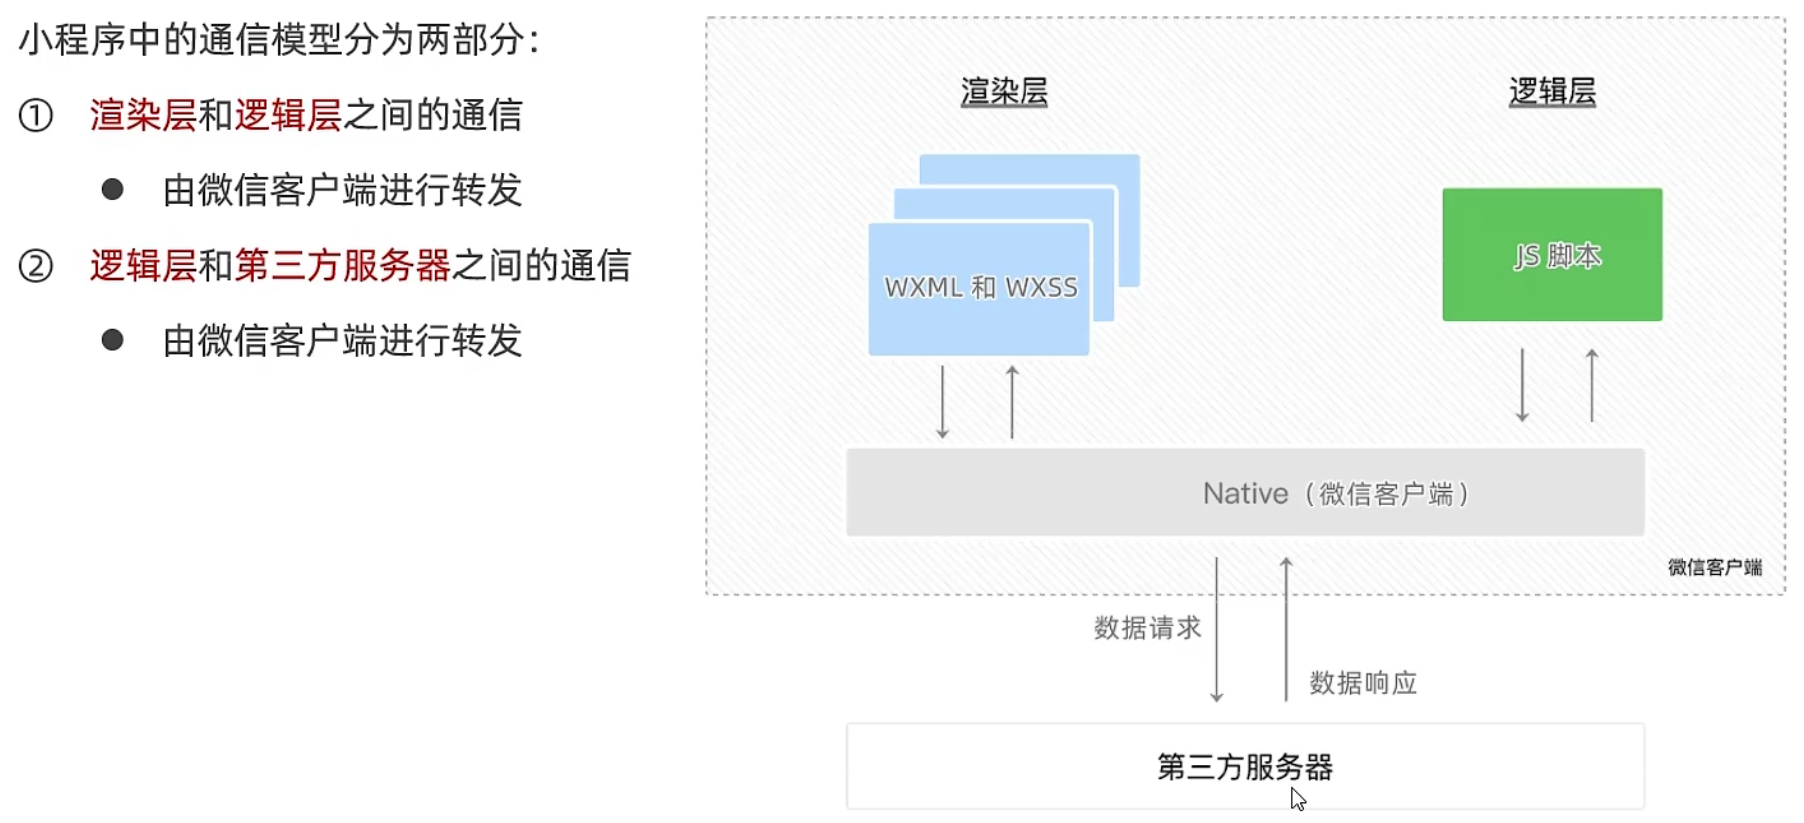 小程序中的通信模型分为两部分：
① 渲染层和逻辑层之间的通信
● 由微信客户端进行转发
② 逻辑层和第三方服务器之间的通信
● 由微信客户端进行转发
渲染层
逻辑层
WXML 和 WXSS
JS 脚本
Native（微信客户端）
微信客户端
数据请求
数据响应
第三方服务器